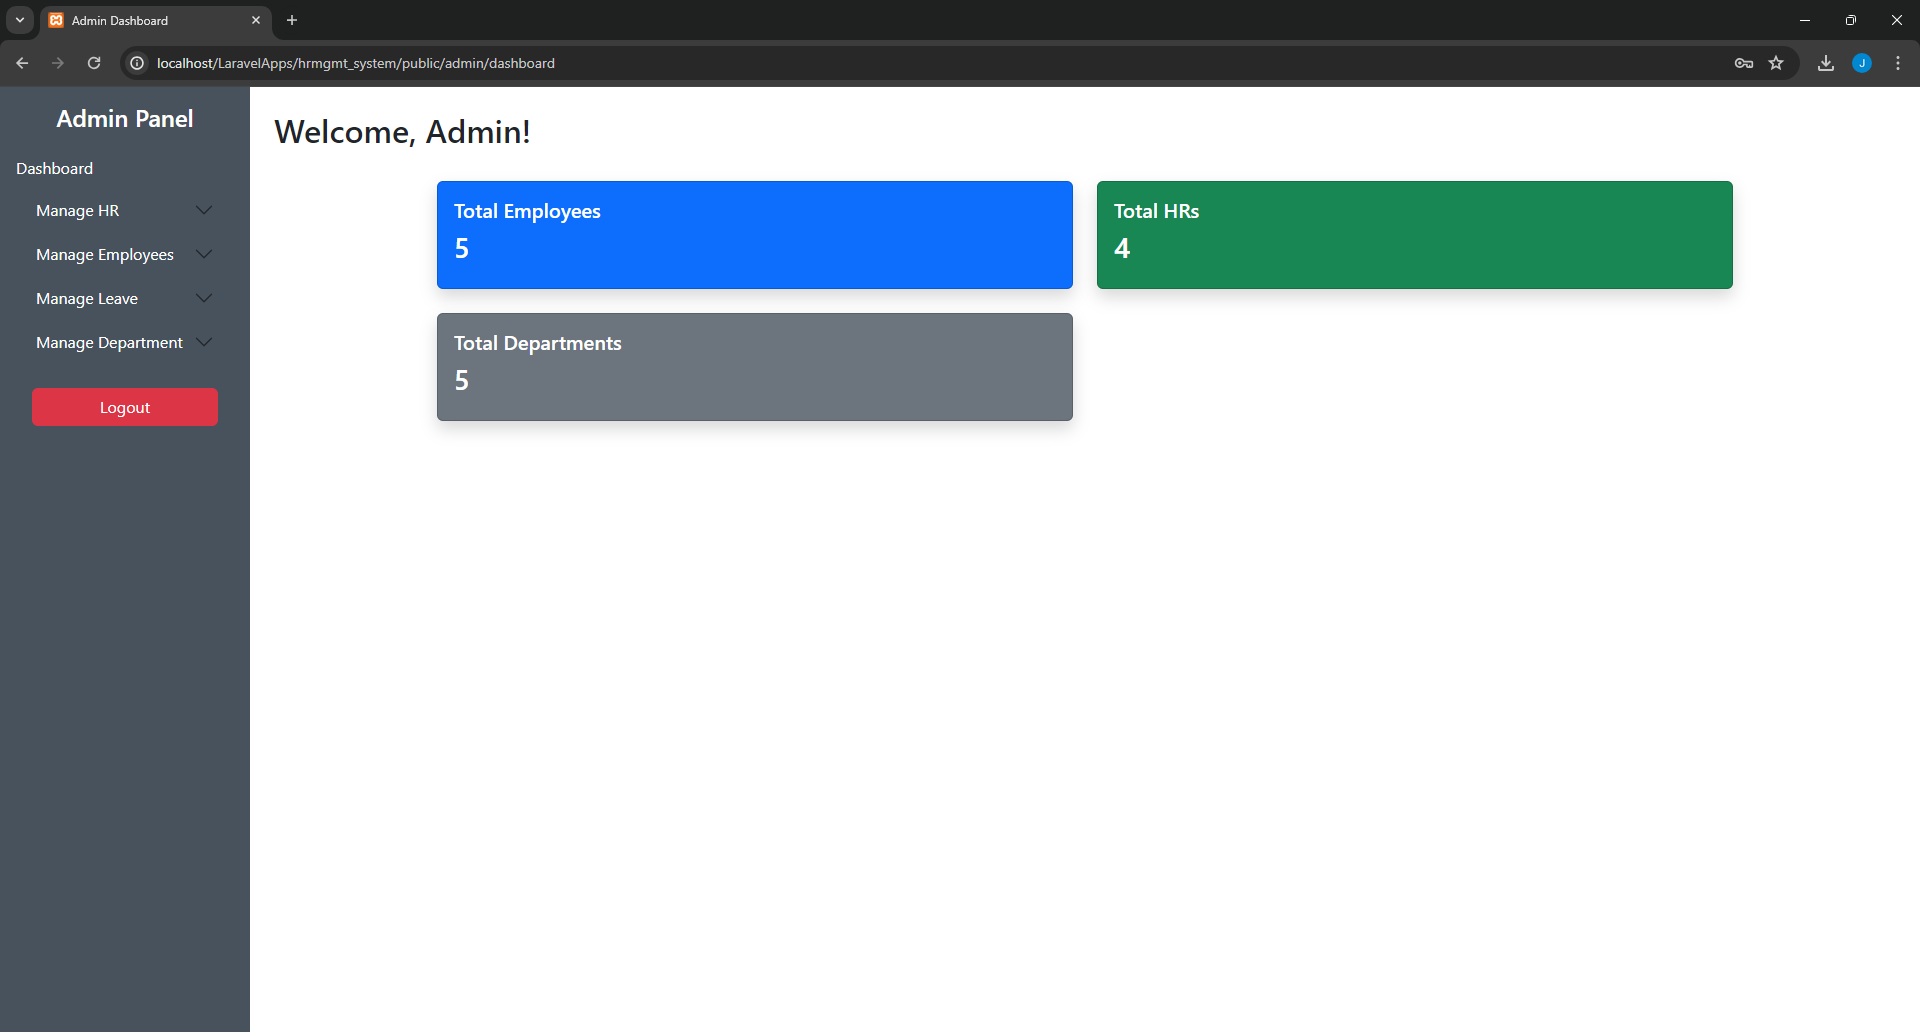 Admin Dashboard
localhost/LaravelApps/hrmgmt_system/public/admin/dashboard
J
Admin Panel
Dashboard
Manage HR
Manage Employees
Manage Leave
Manage Department
Logout
Welcome, Admin!
Total Employees
5
Total HRs
4
Total Departments
5